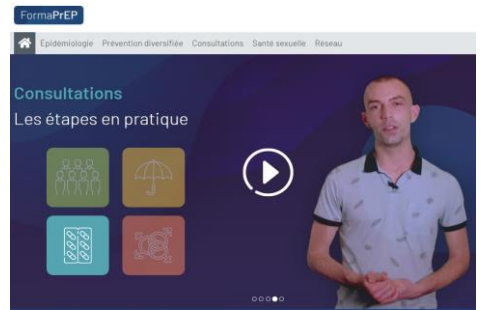 FormaPrEP
Épidémiologie Prévention diversifiée Consultations Santé sexuelle Réseau
Consultations
Les étapes en pratique